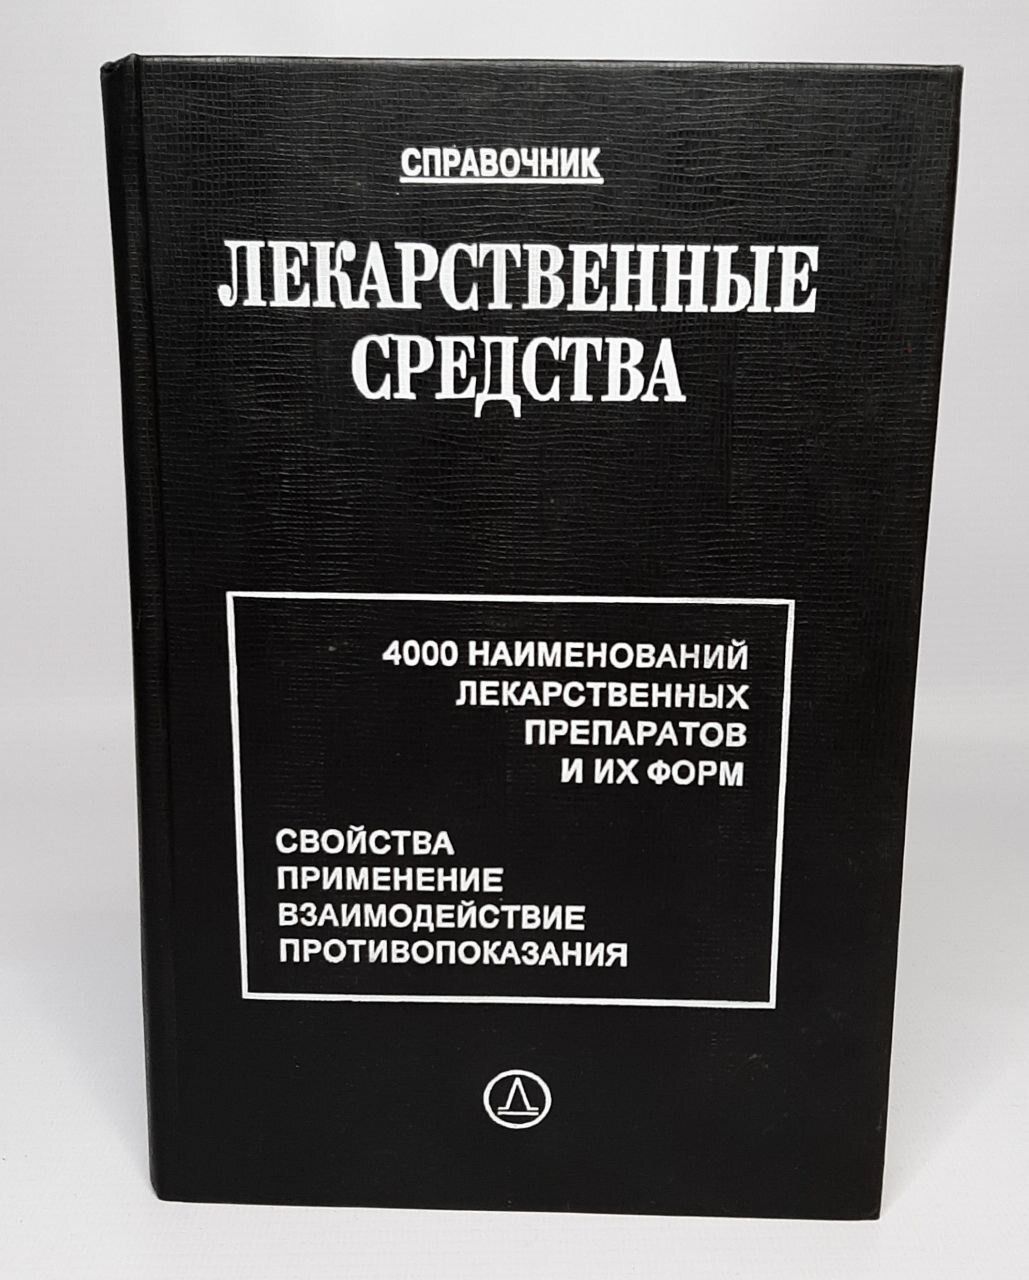 СПРАВОЧНИК
ЛЕКАРСТВЕННЫЕ
СРЕДСТВА
4000 НАИМЕНОВАНИЙ
ЛЕКАРСТВЕННЫХ
ПРЕПАРАТОВ
И ИХ ФОРМ
СВОЙСТВА
ПРИМЕНЕНИЕ
ВЗАИМОДЕЙСТВИЕ
ПРОТИВОПОКАЗАНИЯ